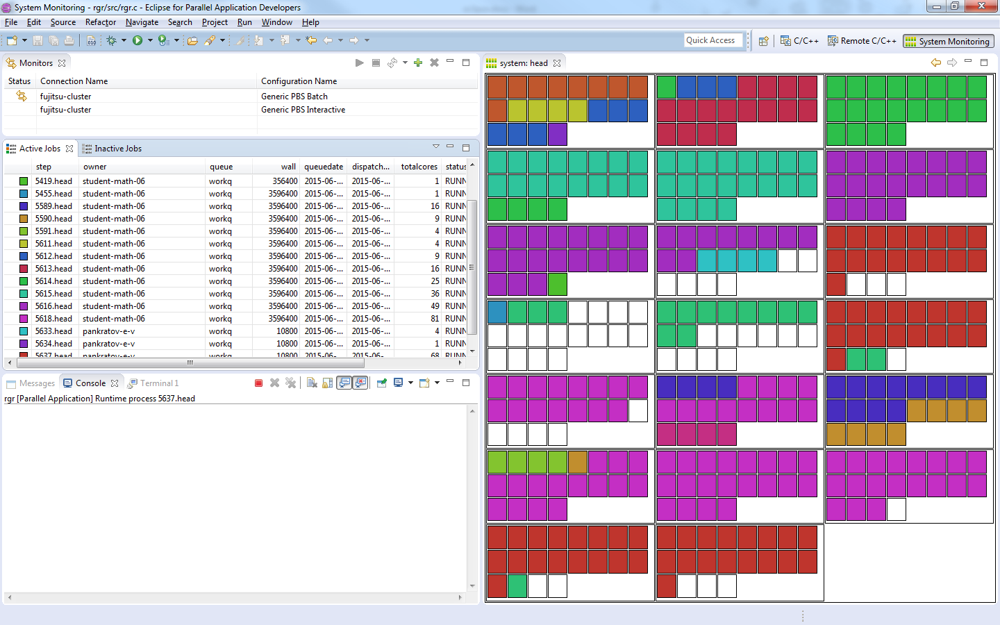 System Monitoring - rgr/src/rgr.c - Eclipse for Parallel Application Developers
File Edit Source Refactor Navigate Search Project Run Window Help
Quick Access C/C++ Remote C/C++ System Monitoring
Monitors
Status Connection Name Configuration Name
fujitsu-cluster Generic PBS Batch
fujitsu-cluster Generic PBS Interactive
Active Jobs Inactive Jobs
step owner queue wall queuedate dispatch... totalcores status
5419.head student-math-06 workq 356400 2015-06-... 2015-06-... 1 RUNN
5455.head student-math-06 workq 3596400 2015-06-... 2015-06-... 1 RUNN
5589.head student-math-06 workq 3596400 2015-06-... 2015-06-... 16 RUNN
5590.head student-math-06 workq 3596400 2015-06-... 2015-06-... 9 RUNN
5591.head student-math-06 workq 3596400 2015-06-... 2015-06-... 4 RUNN
5611.head student-math-06 workq 3596400 2015-06-... 2015-06-... 4 RUNN
5612.head student-math-06 workq 3596400 2015-06-... 2015-06-... 9 RUNN
5613.head student-math-06 workq 3596400 2015-06-... 2015-06-... 16 RUNN
5614.head student-math-06 workq 3596400 2015-06-... 2015-06-... 25 RUNN
5615.head student-math-06 workq 3596400 2015-06-... 2015-06-... 36 RUNN
5616.head student-math-06 workq 3596400 2015-06-... 2015-06-... 49 RUNN
5618.head student-math-06 workq 3596400 2015-06-... 2015-06-... 81 RUNN
5633.head pankratov-e-v workq 10800 2015-06-... 2015-06-... 4 RUNN
5634.head pankratov-e-v workq 10800 2015-06-... 2015-06-... 1 RUNN
5637.head pankratov-e-v workq 10800 2015-06-... 2015-06-... 68 RUNN
Messages Console Terminal 1
rgr [Parallel Application] Runtime process 5637.head
system: head